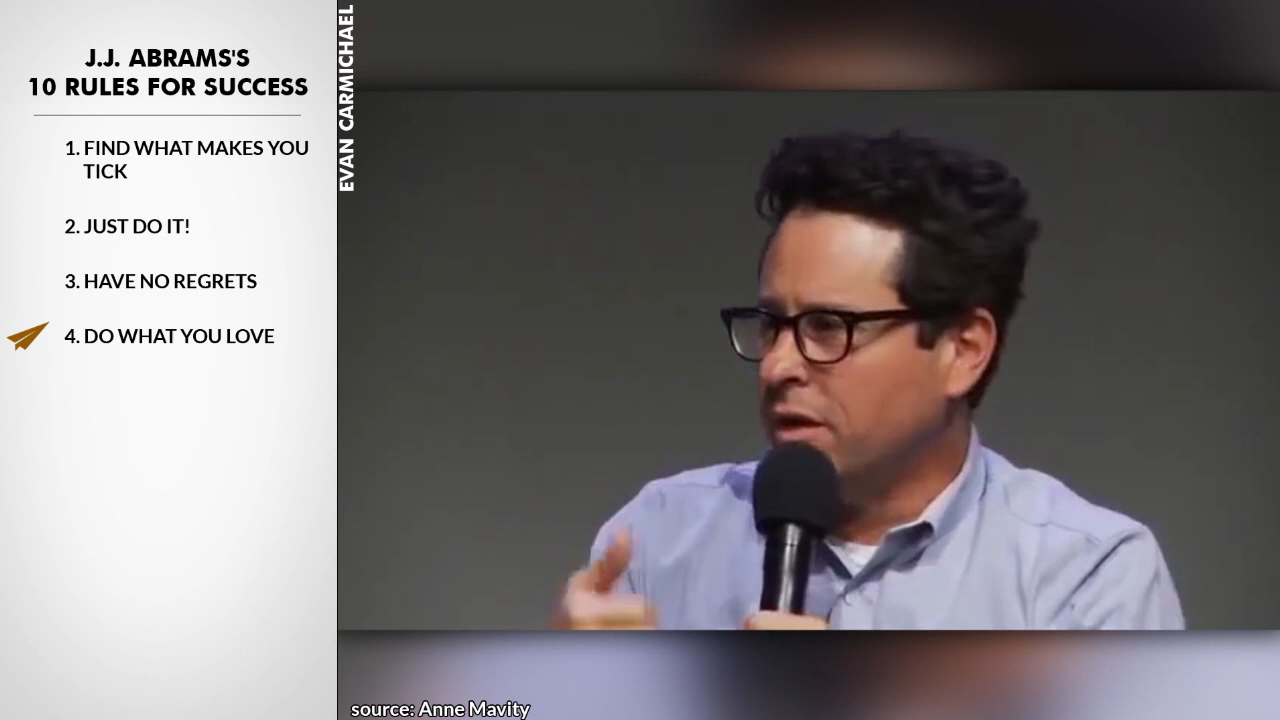 J.J. ABRAMS'S
10 RULES FOR SUCCESS
1. FIND WHAT MAKES YOU
TICK
2. JUST DO IT!
3. HAVE NO REGRETS
4. DO WHAT YOU LOVE
EVAN CARMICHAEL
source: Anne Mavity